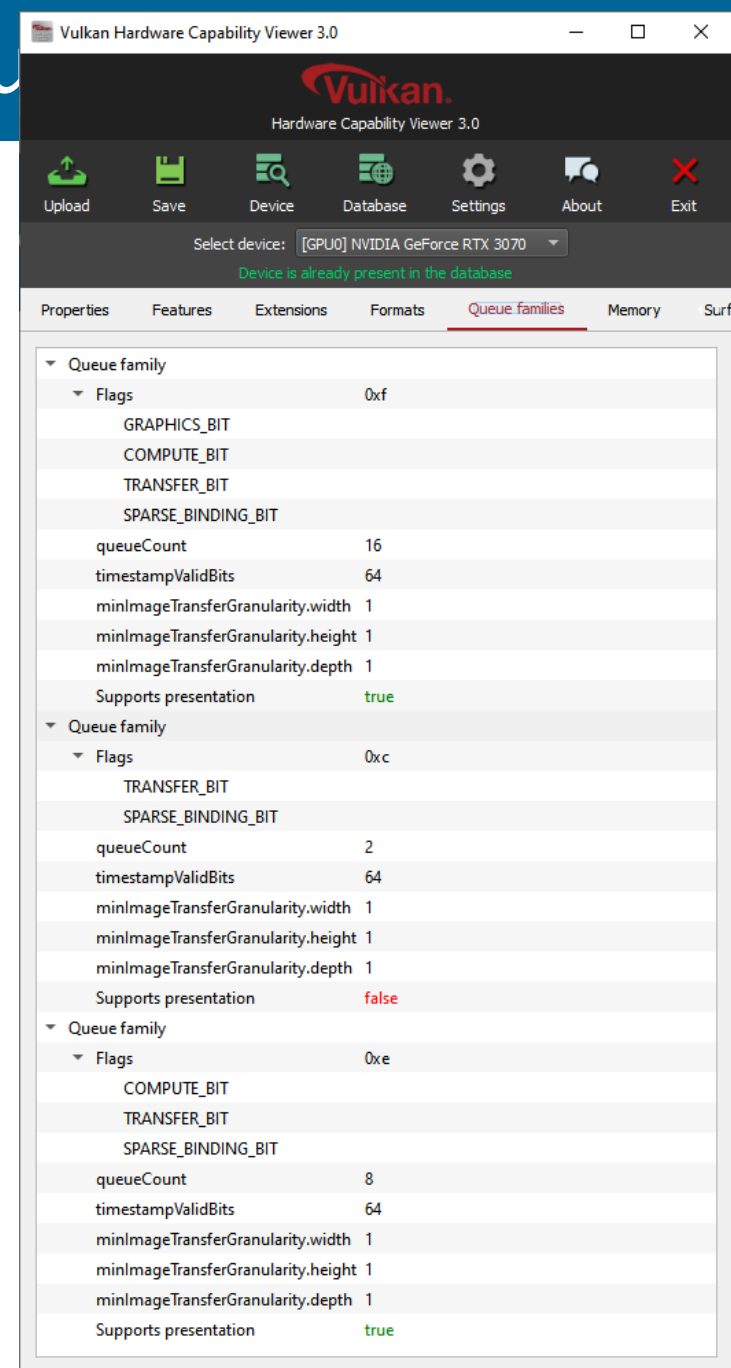 Vulkan Hardware Capability Viewer 3.0
Vulkan.
Hardware Capability Viewer 3.0
Upload Save Device Database Settings About Exit
Select device: [GPU0] NVIDIA GeForce RTX 3070
Device is already present in the database
Properties Features Extensions Formats Queue families Memory Surf
Queue family
Flags 0xf
GRAPHICS_BIT
COMPUTE_BIT
TRANSFER_BIT
SPARSE_BINDING_BIT
queueCount 16
timestampValidBits 64
minImageTransferGranularity.width 1
minImageTransferGranularity.height 1
minImageTransferGranularity.depth 1
Supports presentation true
Queue family
Flags 0xc
TRANSFER_BIT
SPARSE_BINDING_BIT
queueCount 2
timestampValidBits 64
minImageTransferGranularity.width 1
minImageTransferGranularity.height 1
minImageTransferGranularity.depth 1
Supports presentation false
Queue family
Flags 0xe
COMPUTE_BIT
TRANSFER_BIT
SPARSE_BINDING_BIT
queueCount 8
timestampValidBits 64
minImageTransferGranularity.width 1
minImageTransferGranularity.height 1
minImageTransferGranularity.depth 1
Supports presentation true